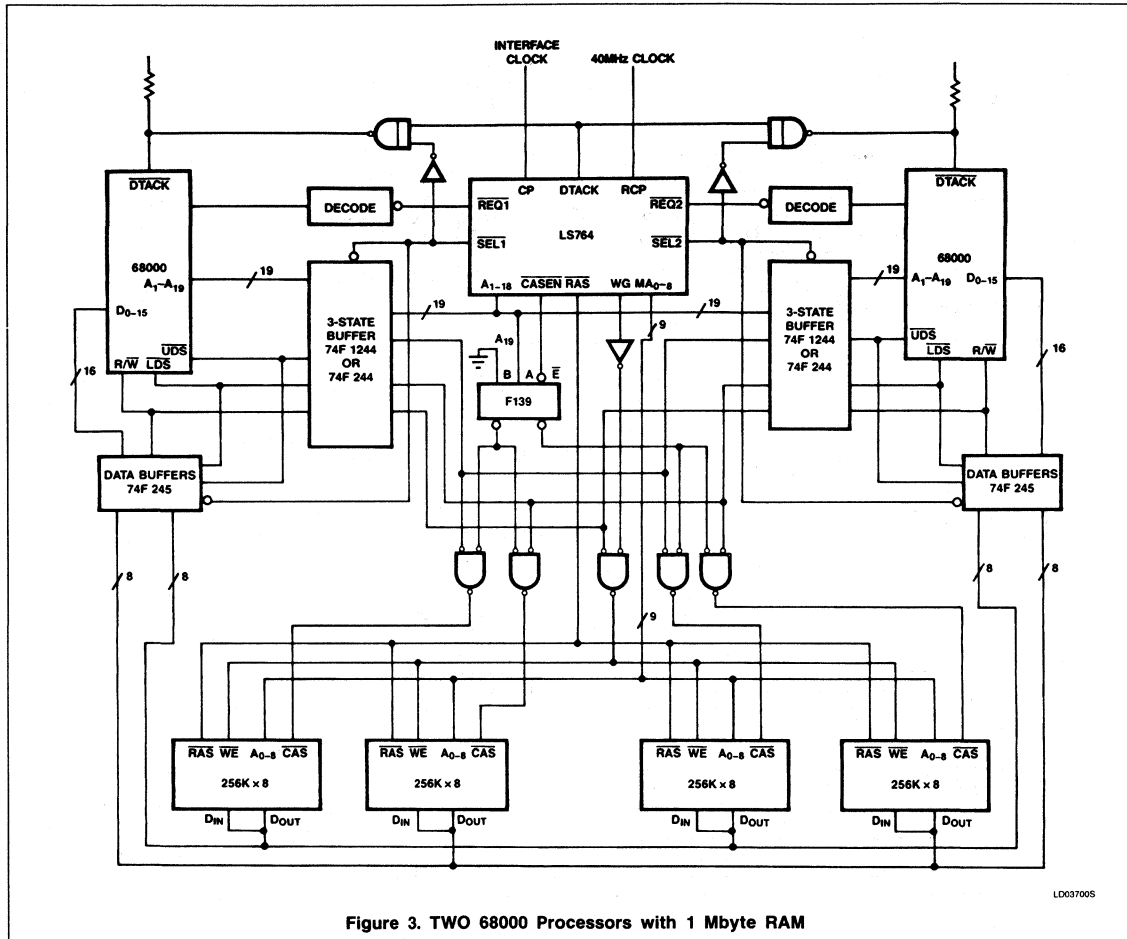 INTERFACE
CLOCK
40MHz CLOCK
DTACK
68000
A1–A19
D0–15
UDS
R/W LDS
19
16
DECODE
CP DTACK RCP
REQ1 REQ2
LS764
SEL1 SEL2
A1–18 CASEN RAS WG MA0–8
DECODE
DTACK
68000
A1–A19 D0–15
UDS
LDS R/W
19
16
3-STATE
BUFFER
74F 1244
OR
74F 244
19
A19
B A E
F139
19
9
3-STATE
BUFFER
74F 1244
OR
74F 244
DATA BUFFERS
74F 245
DATA BUFFERS
74F 245
8 8
9
8 8
RAS WE A0–8 CAS
256K × 8
DIN DOUT
RAS WE A0–8 CAS
256K × 8
DIN DOUT
RAS WE A0–8 CAS
256K × 8
DIN DOUT
RAS WE A0–8 CAS
256K × 8
DIN DOUT
LD03700S
Figure 3. TWO 68000 Processors with 1 Mbyte RAM